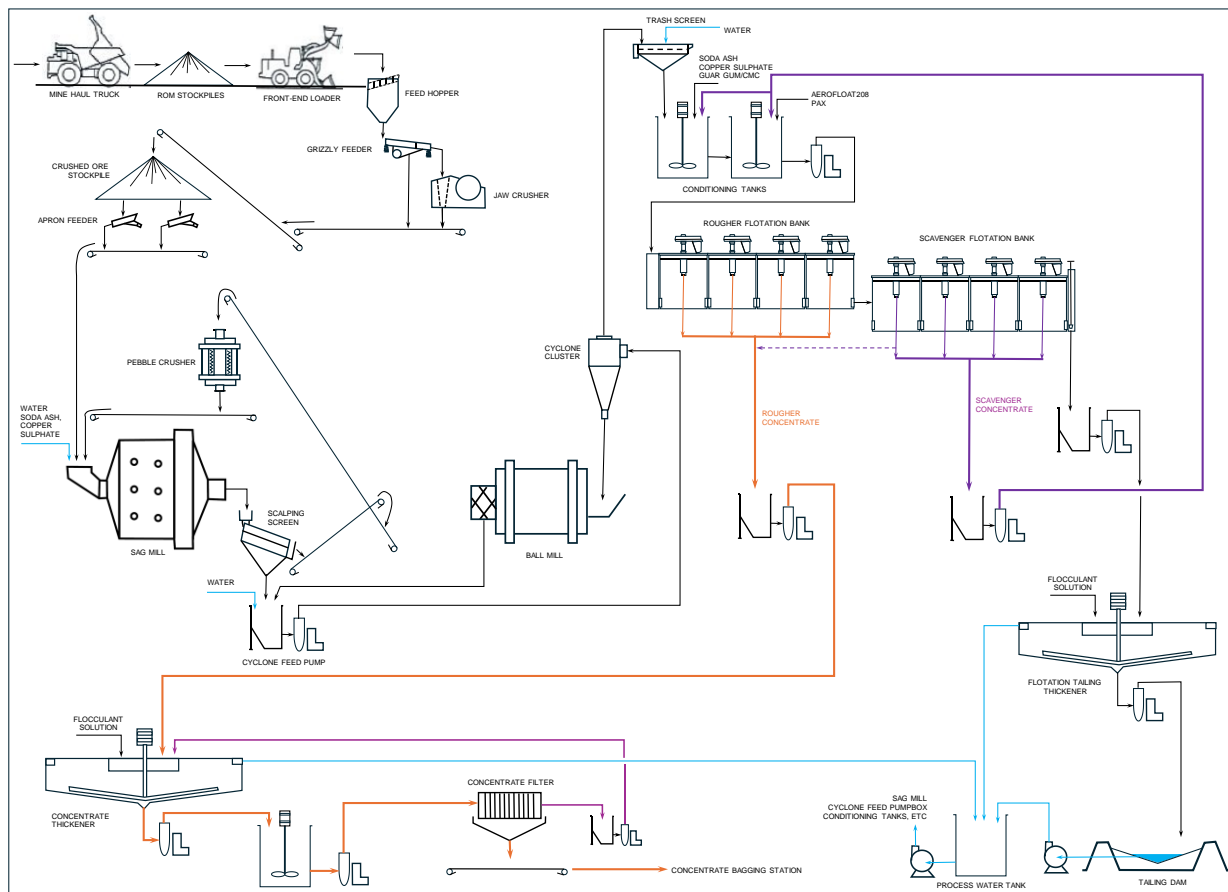 TRASH SCREEN
WATER
SODA ASH
COPPER SULPHATE
GUAR GUM/CMC
AEROFLOAT208
PAX
MINE HAUL TRUCK
ROM STOCKPILES
FRONT-END LOADER
FEED HOPPER
GRIZZLY FEEDER
CRUSHED ORE
STOCKPILE
JAW CRUSHER
CONDITIONING TANKS
APRON FEEDER
ROUGHER FLOTATION BANK
SCAVENGER FLOTATION BANK
PEBBLE CRUSHER
CYCLONE
CLUSTER
WATER
SODA ASH,
COPPER
SULPHATE
ROUGHER
CONCENTRATE
SCAVENGER
CONCENTRATE
SCALPING
SCREEN
SAG MILL
BALL MILL
WATER
CYCLONE FEED PUMP
FLOCCULANT
SOLUTION
FLOTATION TAILING
THICKENER
FLOCCULANT
SOLUTION
CONCENTRATE
THICKENER
CONCENTRATE FILTER
CONCENTRATE BAGGING STATION
SAG MILL
CYCLONE FEED PUMPBOX
CONDITIONING TANKS, ETC
PROCESS WATER TANK
TAILING DAM